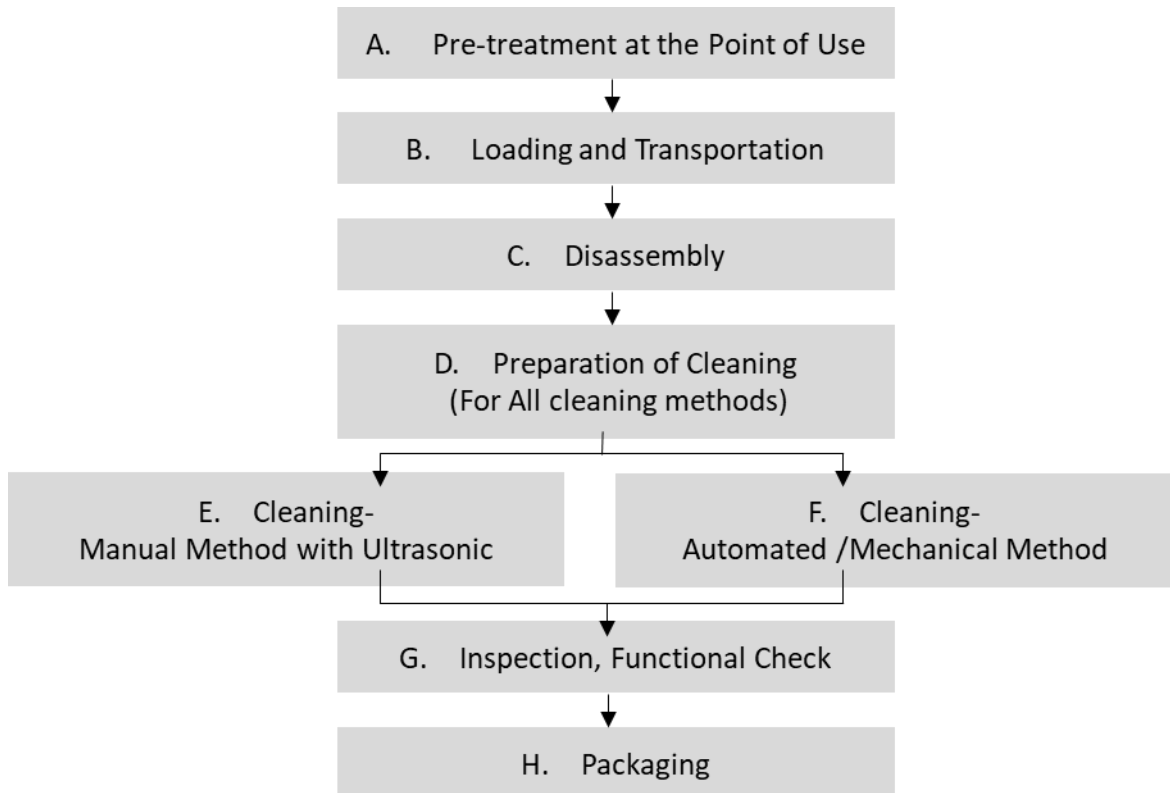 A. Pre-treatment at the Point of Use
B. Loading and Transportation
C. Disassembly
D. Preparation of Cleaning
(For All cleaning methods)
E. Cleaning-
Manual Method with Ultrasonic
F. Cleaning-
Automated /Mechanical Method
G. Inspection, Functional Check
H. Packaging